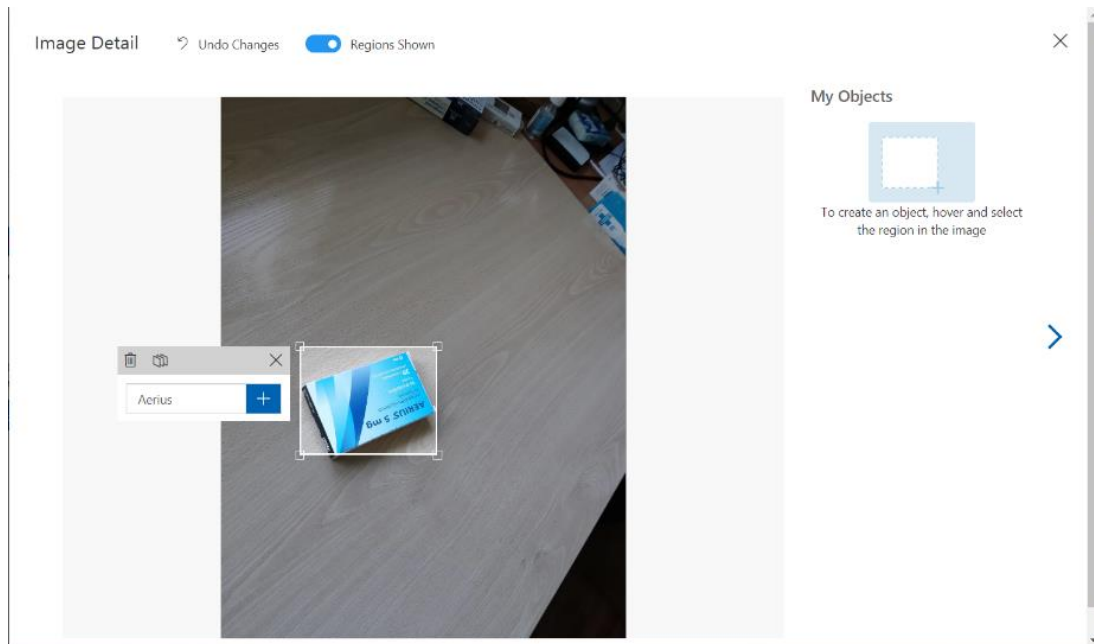 Image Detail
Undo Changes
Regions Shown
My Objects
To create an object, hover and select
the region in the image
Aerius
AERIUS 5 mg